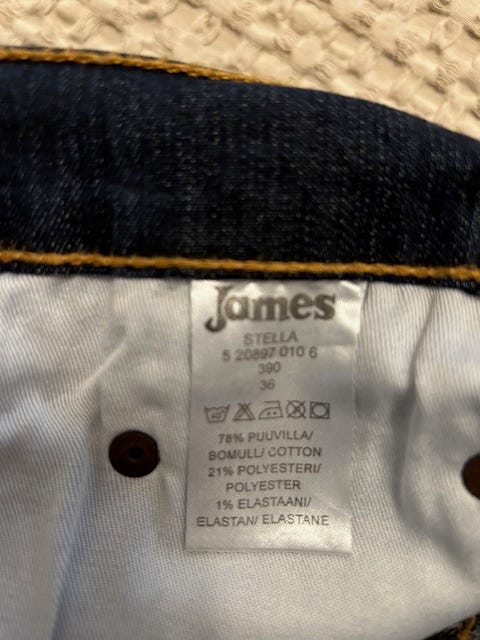 James
STELLA
5 20897 010 6
390
36
78% PUUVILLA/
BOMULL/ COTTON
21% POLYESTERI/
POLYESTER
1% ELASTAANI/
ELASTAN/ ELASTANE